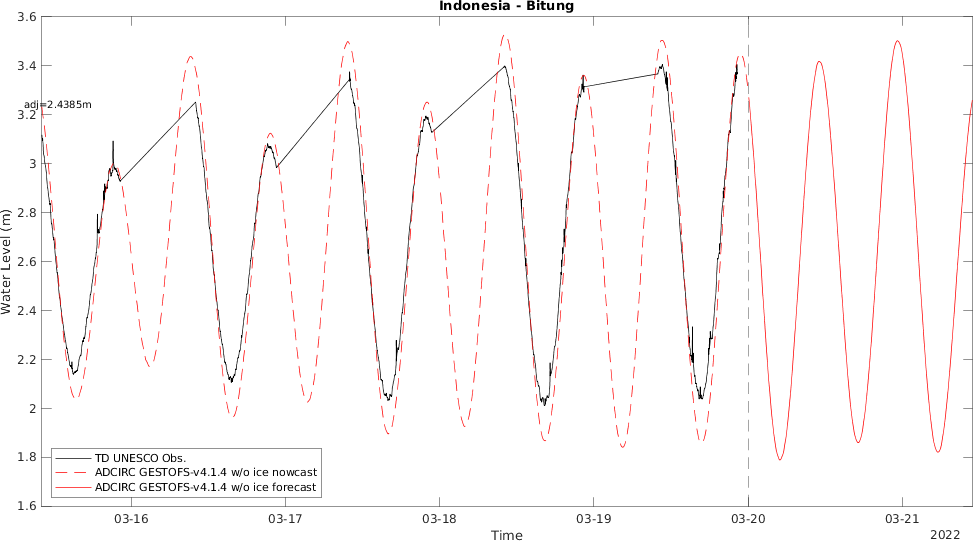 Indonesia - Bitung
3.6
3.4
adj=2.4385m
3.2
3
2.8
2.6
2.4
2.2
2
1.8
1.6
Water Level (m)
TD UNESCO Obs.
ADCIRC GESTOFS-v4.1.4 w/o ice nowcast
ADCIRC GESTOFS-v4.1.4 w/o ice forecast
03-16 03-17 03-18 03-19 03-20 03-21
Time
2022